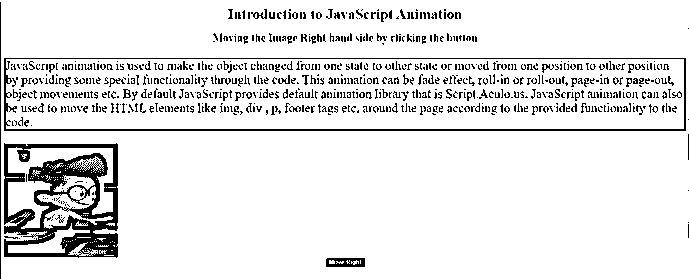 Introduction to JavaScript Animation
Moving the Image Right hand side by clicking the button
JavaScript animation is used to make the object changed from one state to other state or moved from one position to other position
by providing some special functionality through the code. This animation can be fade effect, roll-in or roll-out, page-in or page-out,
object movements etc. By default JavaScript provides default animation library that is Script.Aculo.us. JavaScript animation can also
be used to move the HTML elements like img, div , p, footer tags etc. around the page according to the provided functionality to the
code.
Move Right